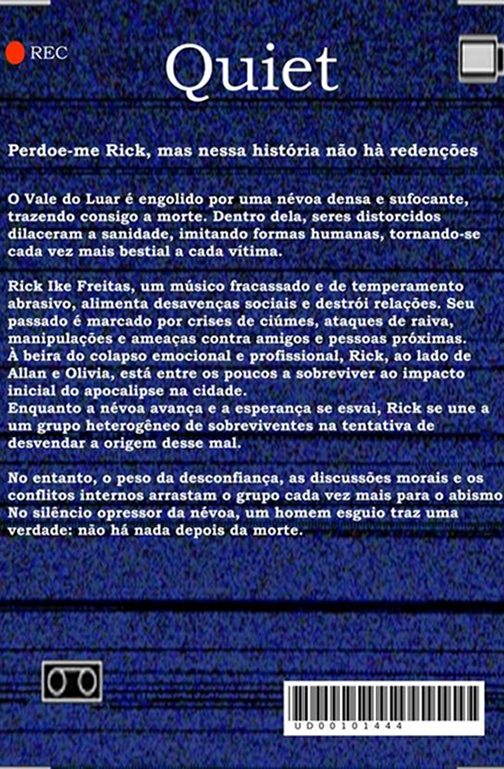 REC
Quiet
Perdoe-me Rick, mas nessa história não hà redenções
O Vale do Luar é engolido por uma névoa densa e sufocante,
trazendo consigo a morte. Dentro dela, seres distorcidos
dilaceram a sanidade, imitando formas humanas, tornando-se
cada vez mais bestial a cada vítima.
Rick Ike Freitas, um músico fracassado e de temperamento
abrasivo, alimenta desavenças sociais e destrói relações. Seu
passado é marcado por crises de ciúmes, ataques de raiva,
manipulações e ameaças contra amigos e pessoas próximas.
À beira do colapso emocional e profissional, Rick, ao lado de
Allan e Olivia, está entre os poucos a sobreviver ao impacto
inicial do apocalipse na cidade.
Enquanto a névoa avança e a esperança se esvai, Rick se une a
um grupo heterogêneo de sobreviventes na tentativa de
desvendar a origem desse mal.
No entanto, o peso da desconfiança, as discussões morais e os
conflitos internos arrastam o grupo cada vez mais para o abismo
No silêncio opressor da névoa, um homem esguio traz uma
verdade: não há nada depois da morte.
UD00101444